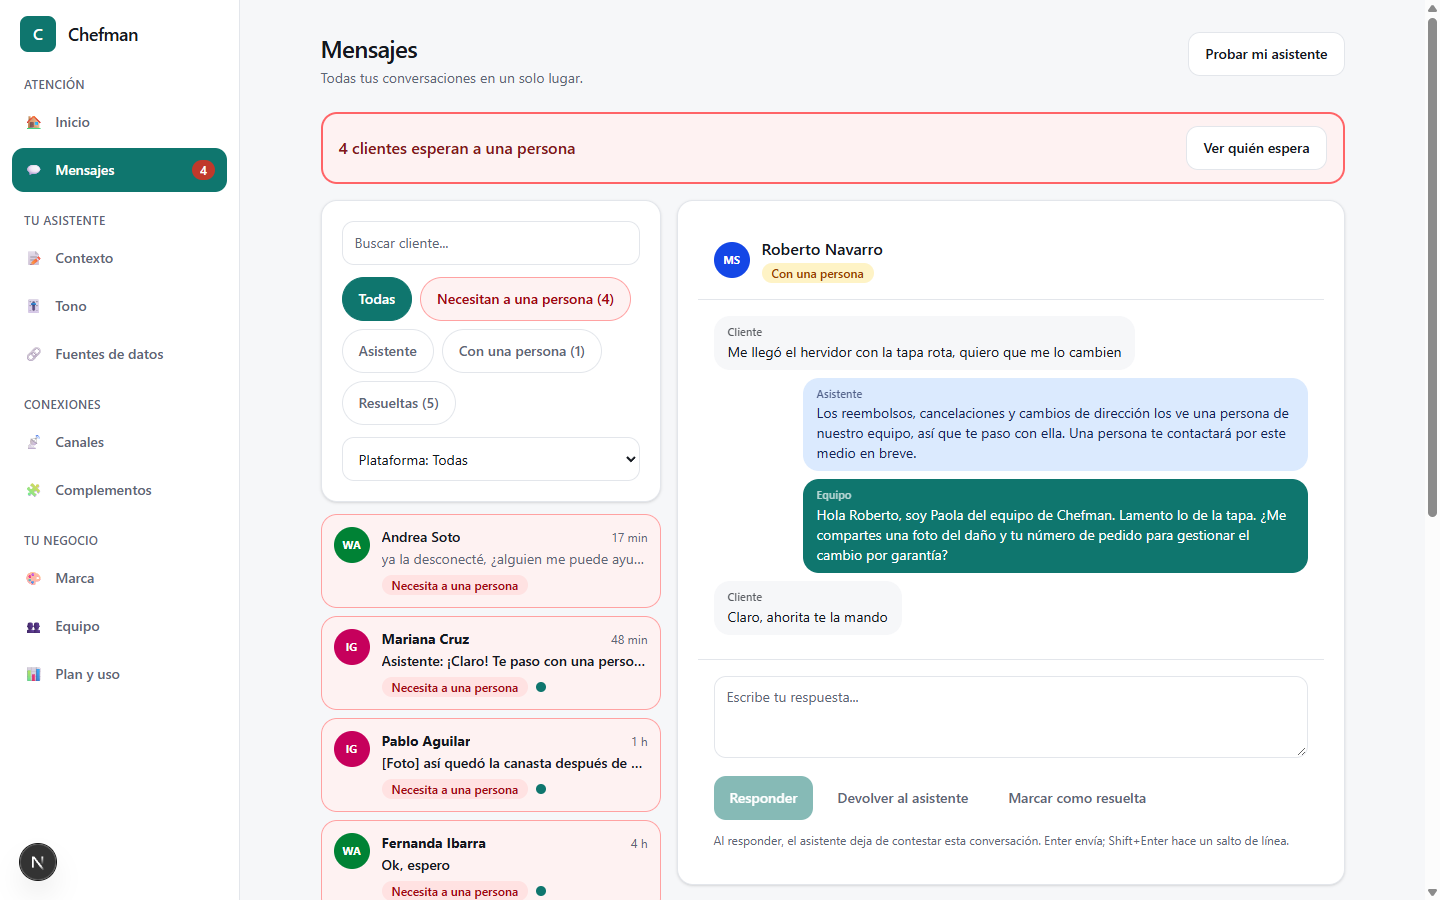 C Chefman
ATENCIÓN
Inicio
Mensajes 4
TU ASISTENTE
Contexto
Tono
Fuentes de datos
CONEXIONES
Canales
Complementos
TU NEGOCIO
Marca
Equipo
Plan y uso
N
Mensajes
Todas tus conversaciones en un solo lugar.
Probar mi asistente
4 clientes esperan a una persona
Ver quién espera
Buscar cliente...
Todas
Necesitan a una persona (4)
Asistente
Con una persona (1)
Resueltas (5)
Plataforma: Todas
WA
Andrea Soto 17 min
ya la desconecté, ¿alguien me puede ayu...
Necesita a una persona
IG
Mariana Cruz 48 min
Asistente: ¡Claro! Te paso con una perso...
Necesita a una persona
IG
Pablo Aguilar 1 h
[Foto] así quedó la canasta después de ...
Necesita a una persona
WA
Fernanda Ibarra 4 h
Ok, espero
Necesita a una persona
MS
Roberto Navarro
Con una persona
Cliente
Me llegó el hervidor con la tapa rota, quiero que me lo cambien
Asistente
Los reembolsos, cancelaciones y cambios de dirección los ve una persona de
nuestro equipo, así que te paso con ella. Una persona te contactará por este
medio en breve.
Equipo
Hola Roberto, soy Paola del equipo de Chefman. Lamento lo de la tapa. ¿Me
compartes una foto del daño y tu número de pedido para gestionar el
cambio por garantía?
Cliente
Claro, ahorita te la mando
Escribe tu respuesta...
Responder
Devolver al asistente
Marcar como resuelta
Al responder, el asistente deja de contestar esta conversación. Enter envía; Shift+Enter hace un salto de línea.